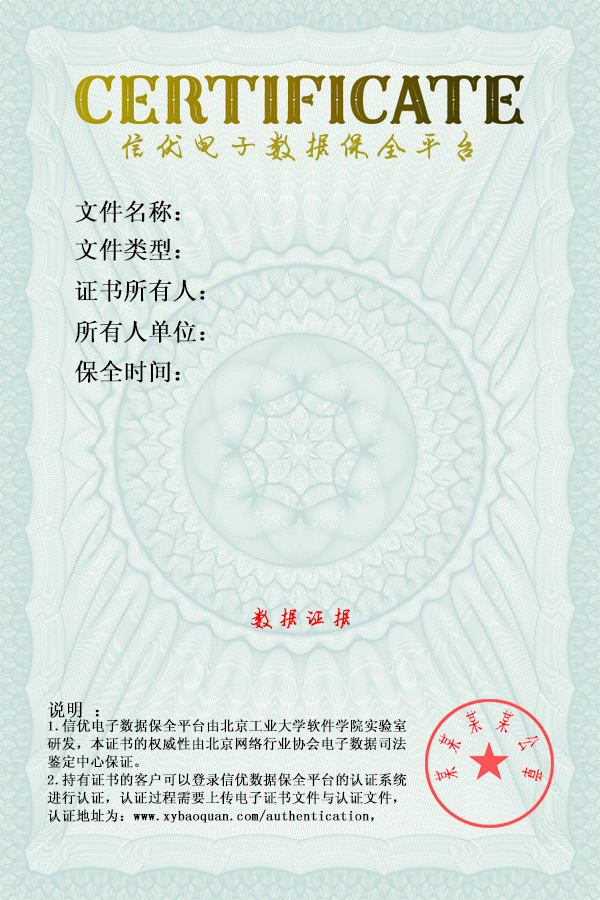 CERTIFICATE
信优电子数据保全平台
文件名称：
文件类型：
证书所有人：
所有人单位：
保全时间：
数据证据
说明 ：
1.信优电子数据保全平台由北京工业大学软件学院实验室
研发，本证书的权威性由北京网络行业协会电子数据司法
鉴定中心保证。
2.持有证书的客户可以登录信优数据保全平台的认证系统
进行认证，认证过程需要上传电子证书文件与认证文件，
认证地址为：www.xybaoquan.com/authentication，
某某某某公章